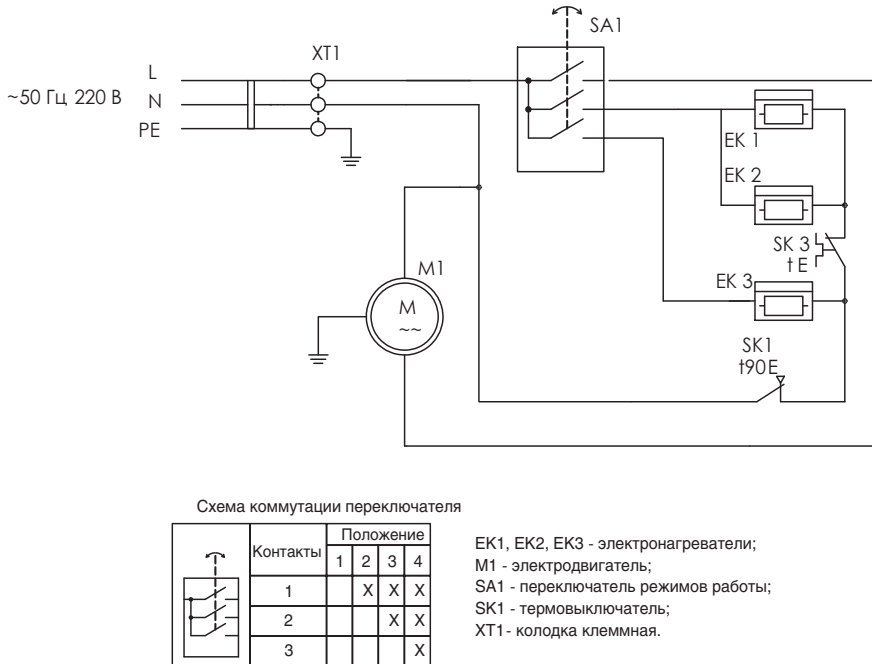 SA1
XT1
L
~50 Гц 220 В
N
PE
EK 1
EK 2
SK 3
t E
M1
EK 3
M
~~
SK1
t90E
Схема коммутации переключателя
Контакты
Положение
1 2 3 4
1 X X X
2 X X
3 X
EK1, EK2, EK3 - электронагреватели;
M1 - электродвигатель;
SA1 - переключатель режимов работы;
SK1 - термовыключатель;
XT1- колодка клеммная.